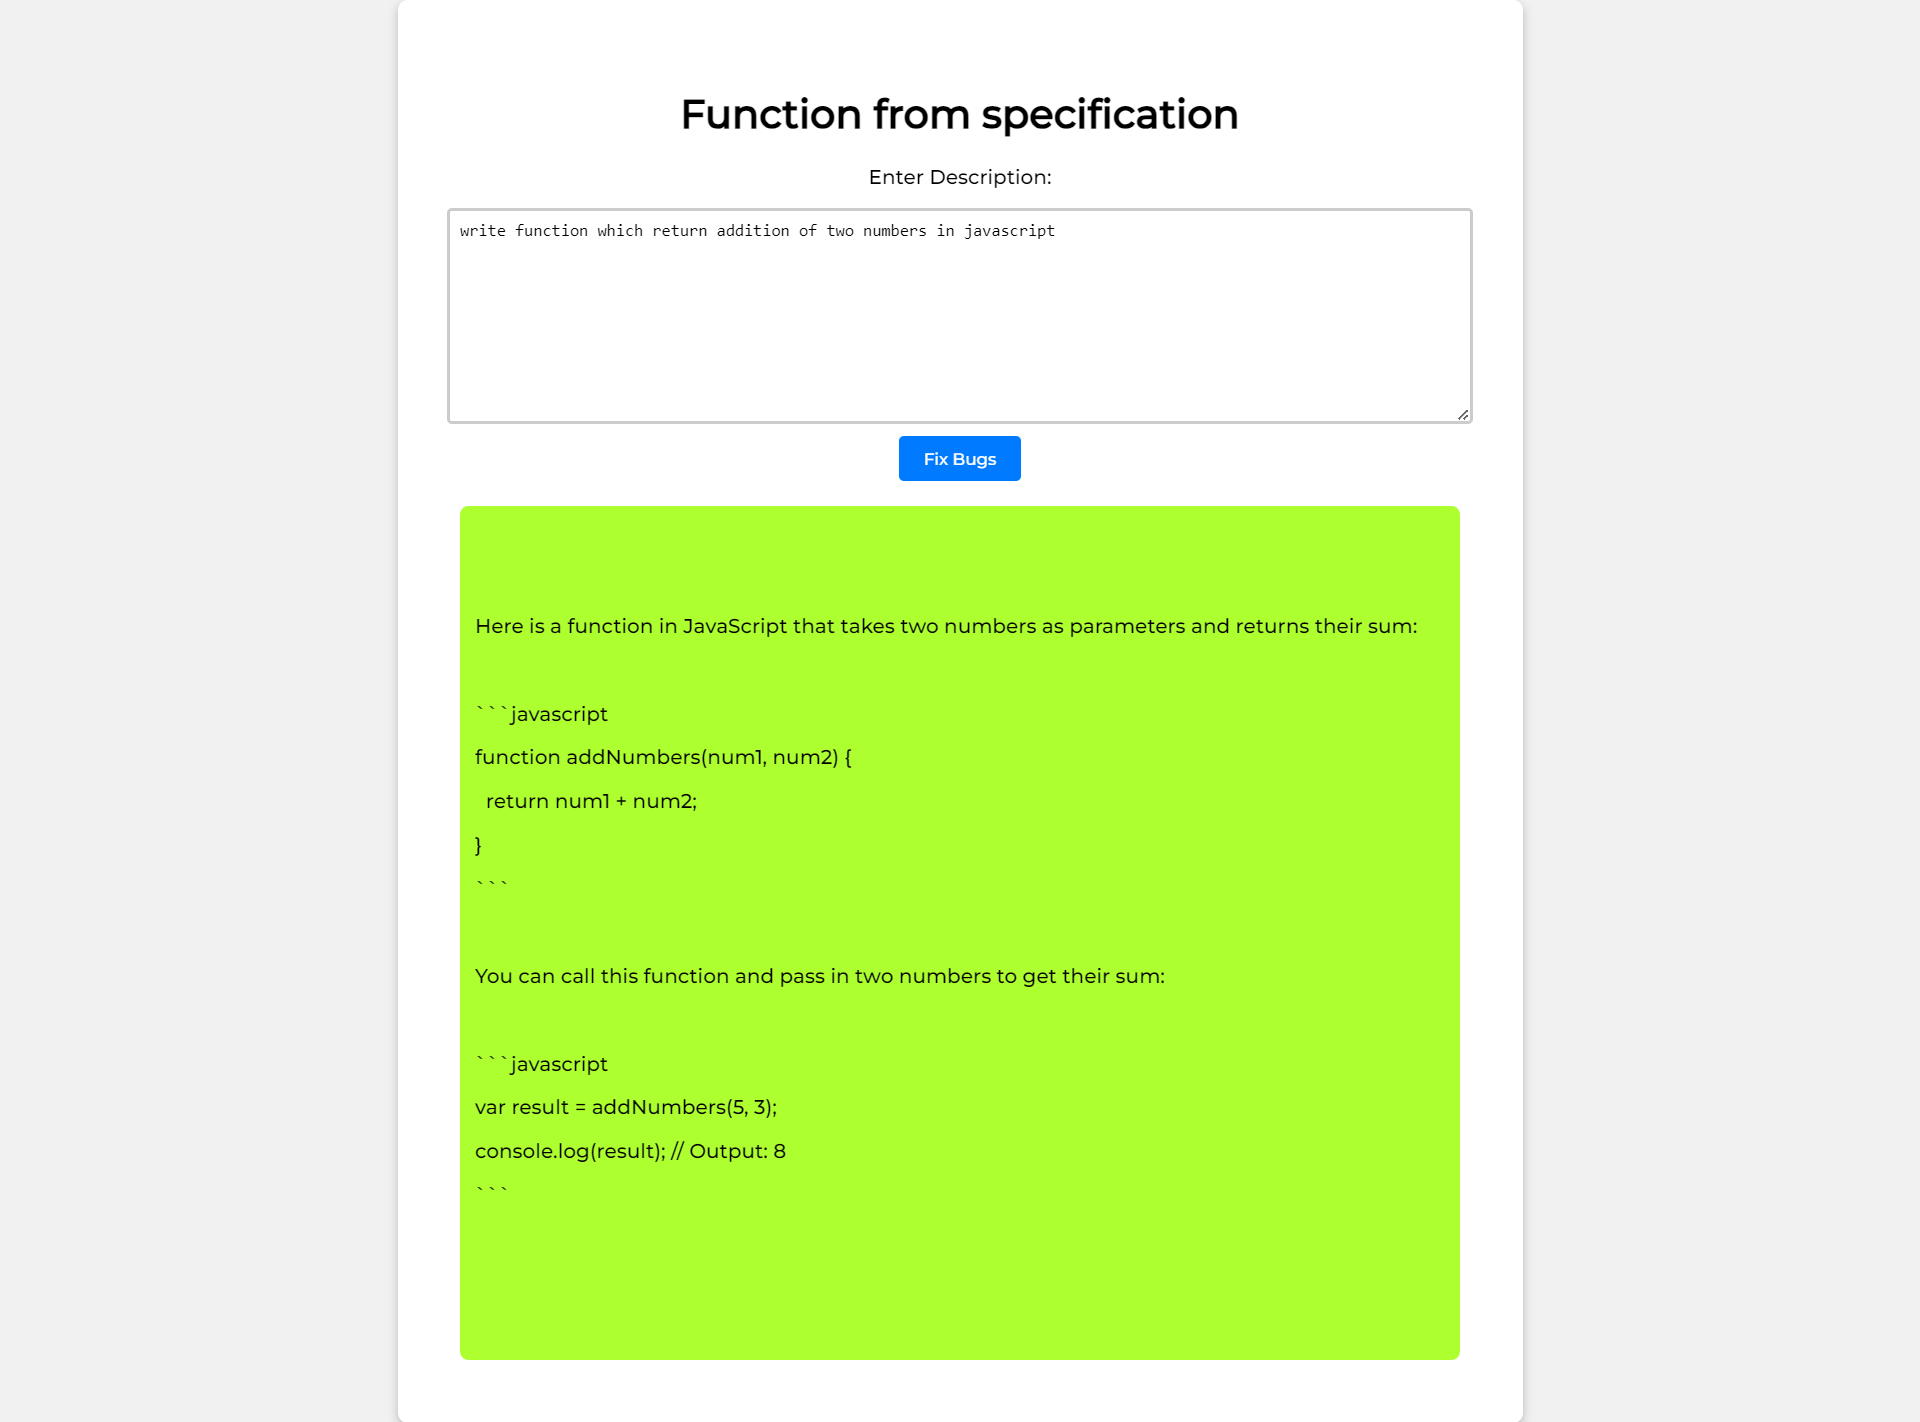 Function from specification
Enter Description:
write function which return addition of two numbers in javascript
Fix Bugs
Here is a function in JavaScript that takes two numbers as parameters and returns their sum:
```javascript
function addNumbers(num1, num2) {
  return num1 + num2;
}
```
You can call this function and pass in two numbers to get their sum:
```javascript
var result = addNumbers(5, 3);
console.log(result); // Output: 8
```